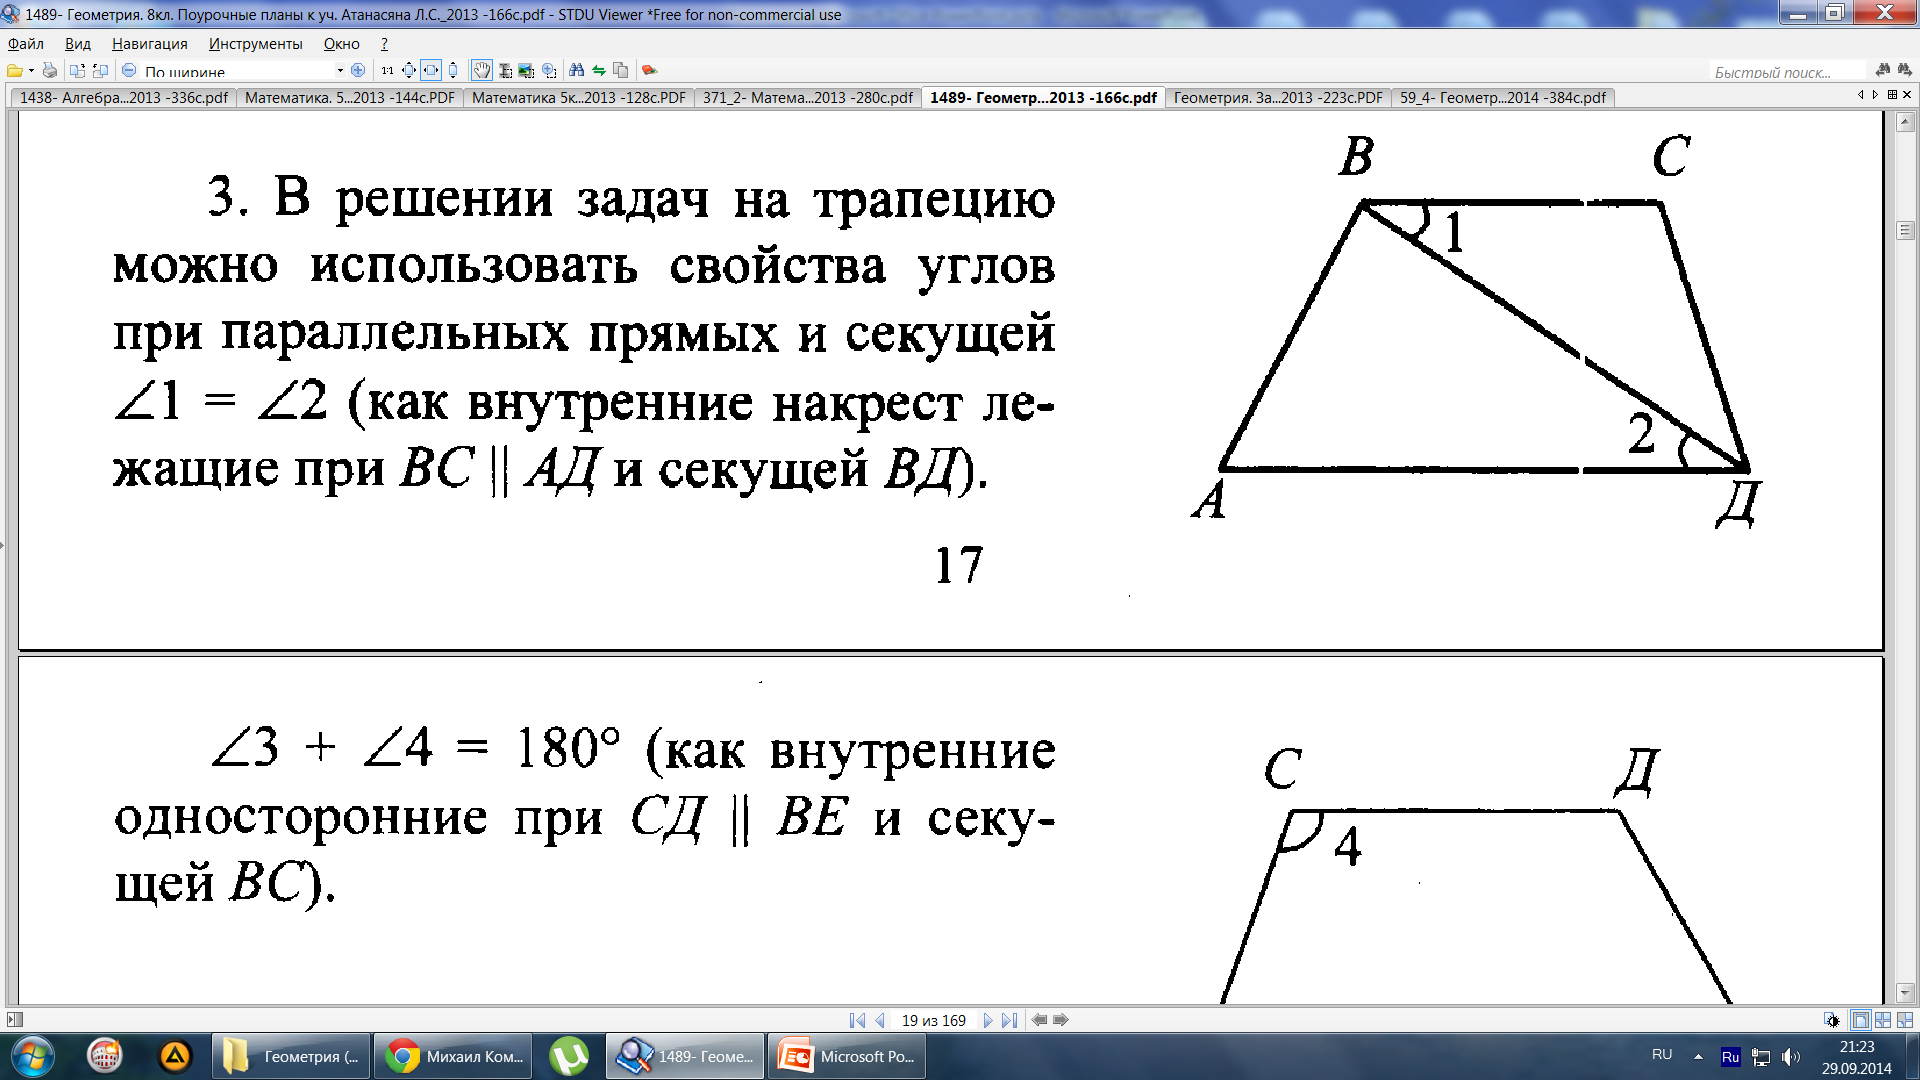 1489- Геометрия. 8кл. Поурочные планы к уч. Атанасяна Л.С._2013 -166с.pdf - STDU Viewer *Free for non-commercial use
Файл Вид Навигация Инструменты Окно ?
По ширине 1:1 Быстрый поиск...
1438- Алгебра...2013 -336с.pdf Математика. 5...2013 -144с.PDF Математика 5к...2013 -128с.PDF 371_2- Матема...2013 -280с.pdf 1489- Геометр...2013 -166с.pdf Геометрия. За...2013 -223с.PDF 59_4- Геометр...2014 -384с.pdf
3. В решении задач на трапецию
можно использовать свойства углов
при параллельных прямых и секущей
∠1 = ∠2 (как внутренние накрест ле-
жащие при BC || АД и секущей ВД).
B C
1
2
A Д
17
∠3 + ∠4 = 180° (как внутренние
односторонние при СД || BE и секу-
щей BC).
C Д
4
19 из 169
Геометрия (... Михаил Ком... 1489- Геоме... Microsoft Po... RU Ru 21:23
29.09.2014